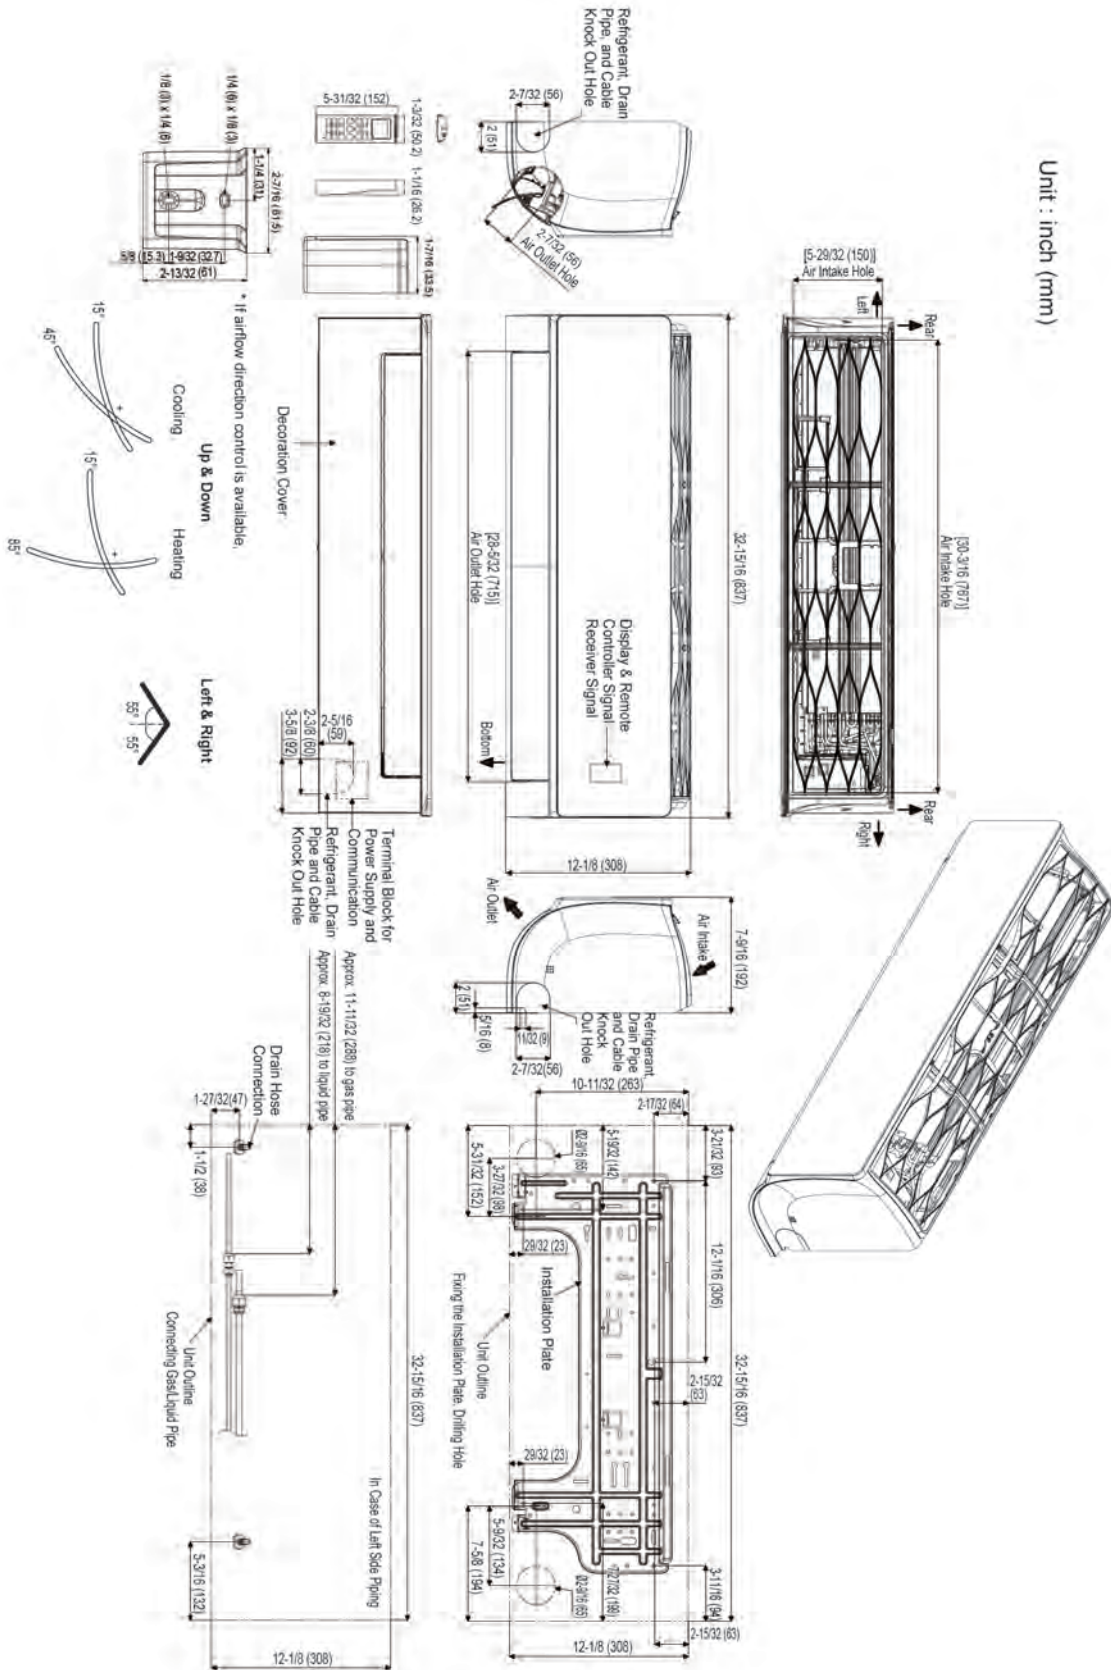 Unit : inch (mm)
[5-29/32 (150)]
Air Intake Hole
Left
Rear
[30-3/16 (767)]
Air Intake Hole
Rear
Right
Refrigerant, Drain
Pipe, and Cable
Knock Out Hole
2-7/32 (56)
2 (51)
2-7/32 (56)
Air Outlet Hole
32-15/16 (837)
Display & Remote
Controller Signal
Receiver Signal
[28-5/32 (715)]
Air Outlet Hole
Bottom
12-1/8 (308)
7-9/16 (192)
Air Intake
Air Outlet
2 (51)
5/16 (8)
11/32 (9)
2-7/32(56)
Refrigerant,
Drain Pipe
and Cable
Knock
Out Hole
5-31/32 (152)
1-3/32 (50.2)
1-1/16 (26.2)
1-7/16 (33.5)
Decoration Cover
2-5/16
(59)
2-3/8 (60)
3-5/8 (92)
Terminal Block for
Power Supply and
Communication
Refrigerant, Drain
Pipe and Cable
Knock Out Hole
1/4 (6) x 1/8 (3)
1/8 (3) x 1/4 (6)
2-7/16 (61.5)
1-1/4 (31)
5/8 (15.3)
1-9/32 (32.7)
2-13/32 (61)
* If airflow direction control is available.
Up & Down
Cooling
15°
45°
Heating
15°
85°
Left & Right
55°
55°
10-11/32 (263)
2-17/32 (64)
3-21/32 (93)
12-1/16 (306)
32-15/16 (837)
2-15/32
(63)
3-11/16 (94)
2-15/32 (63)
5-19/32 (142)
Ø2-9/16 (65)
3-27/32 (98)
5-31/32 (152)
29/32 (23)
Installation Plate
Unit Outline
Fixing the Installation Plate, Drilling Hole
29/32 (23)
7-27/32 (199)
Ø2-9/16 (65)
5-9/32 (134)
7-5/8 (194)
12-1/8 (308)
Approx. 11-11/32 (288) to gas pipe
Approx. 8-19/32 (218) to liquid pipe
Drain Hose
Connection
1-27/32(47)
1-1/2 (38)
32-15/16 (837)
In Case of Left Side Piping
Unit Outline
Connecting Gas/Liquid Pipe
5-3/16 (132)
12-1/8 (308)